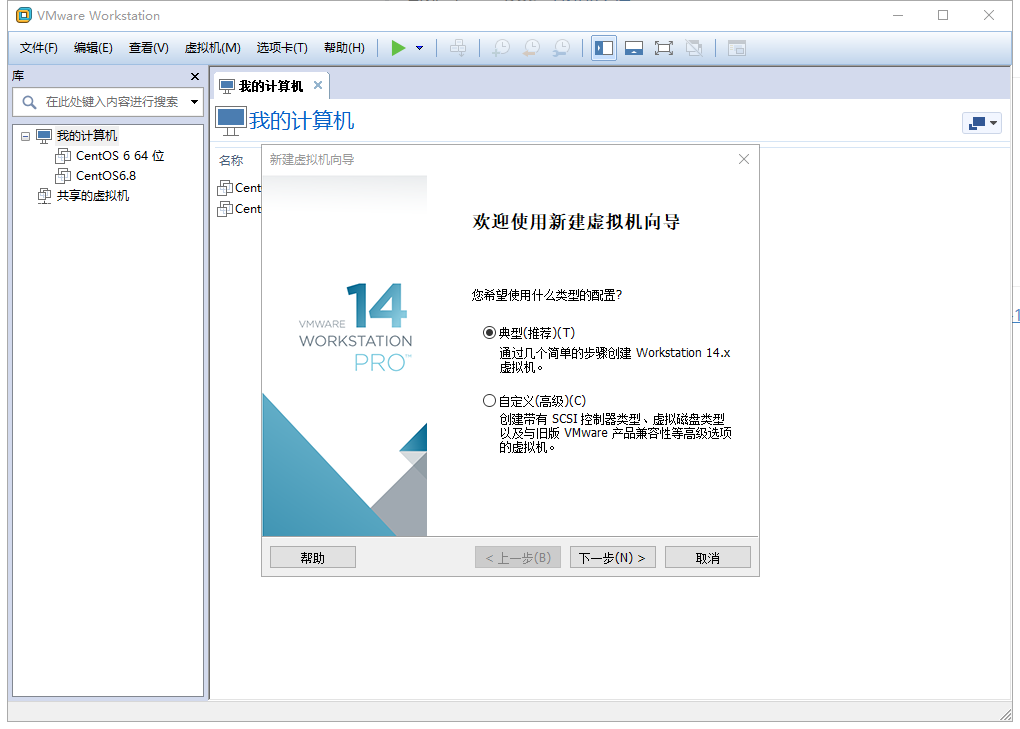 VMware Workstation
文件(F) 编辑(E) 查看(V) 虚拟机(M) 选项卡(T) 帮助(H)
库
在此处键入内容进行搜索
我的计算机
CentOS 6 64 位
CentOS6.8
共享的虚拟机
我的计算机
我的计算机
名称
Cent
Cent
新建虚拟机向导
VMWARE 14
WORKSTATION
PRO™
欢迎使用新建虚拟机向导
您希望使用什么类型的配置?
典型(推荐)(T)
通过几个简单的步骤创建 Workstation 14.x
虚拟机。
自定义(高级)(C)
创建带有 SCSI 控制器类型、虚拟磁盘类型
以及与旧版 VMware 产品兼容性等高级选项
的虚拟机。
帮助 < 上一步(B) 下一步(N) > 取消